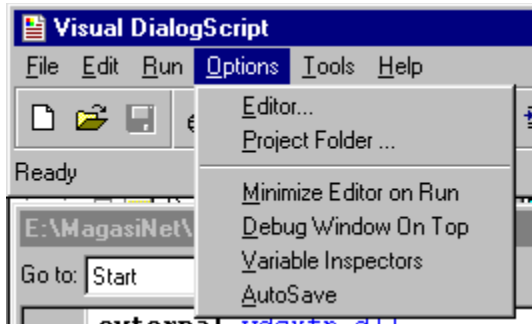 Visual DialogScript
File Edit Run Options Tools Help
Editor...
Project Folder ...
Ready
Minimize Editor on Run
E:\MagasiNet\
Debug Window On Top
Go to: Start
Variable Inspectors
AutoSave
external